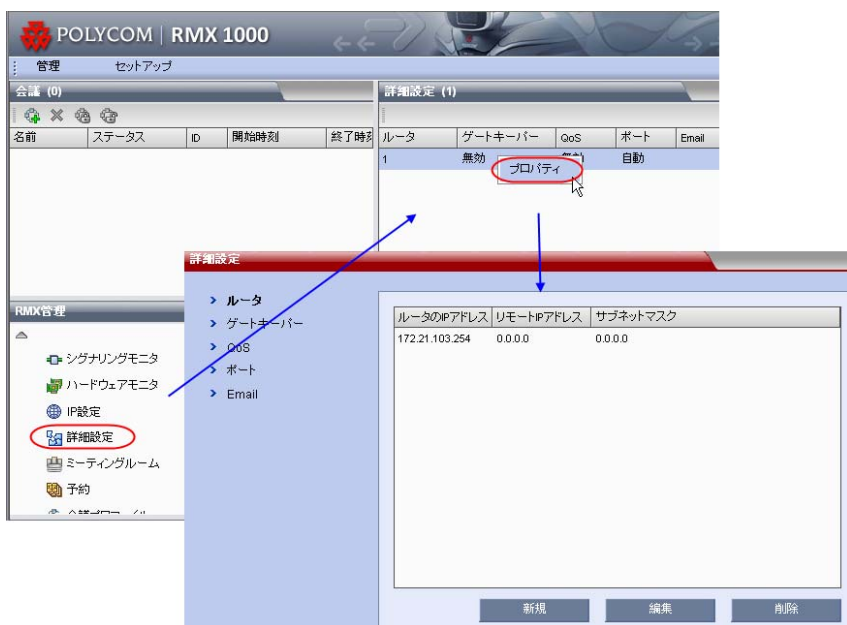 POLYCOM | RMX 1000
管理 セットアップ
会議 (0)
名前 ステータス ID 開始時刻 終了時刻
詳細設定 (1)
ルータ ゲートキーパー QoS ポート Email
1 無効 無効 自動
プロパティ
RMX管理
シグナリングモニタ
ハードウェアモニタ
IP設定
詳細設定
ミーティングルーム
予約
詳細設定
ルータ
ゲートキーパー
QoS
ポート
Email
ルータのIPアドレス リモートIPアドレス サブネットマスク
172.21.103.254 0.0.0.0 0.0.0.0
新規 編集 削除